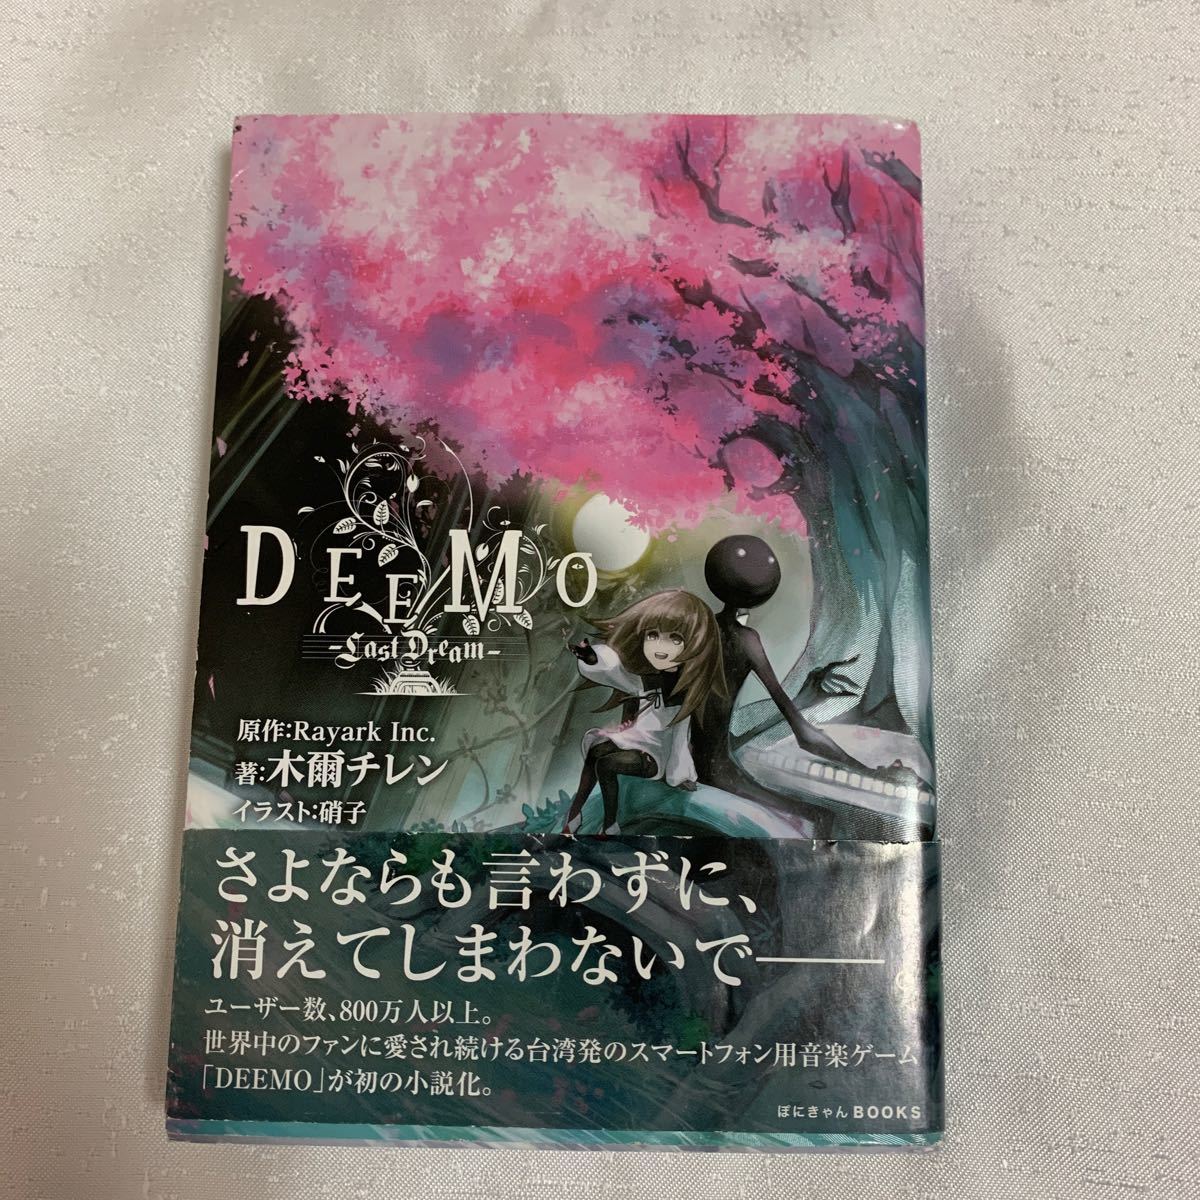 DEEMO
-Last Dream-
原作:Rayark Inc.
著:木爾チレン
イラスト:硝子
さよならも言わずに、
消えてしまわないで――。
ユーザー数、800万人以上。
世界中のファンに愛され続ける台湾発のスマートフォン用音楽ゲーム
「DEEMO」が初の小説化。
ぽにきゃんBOOKS